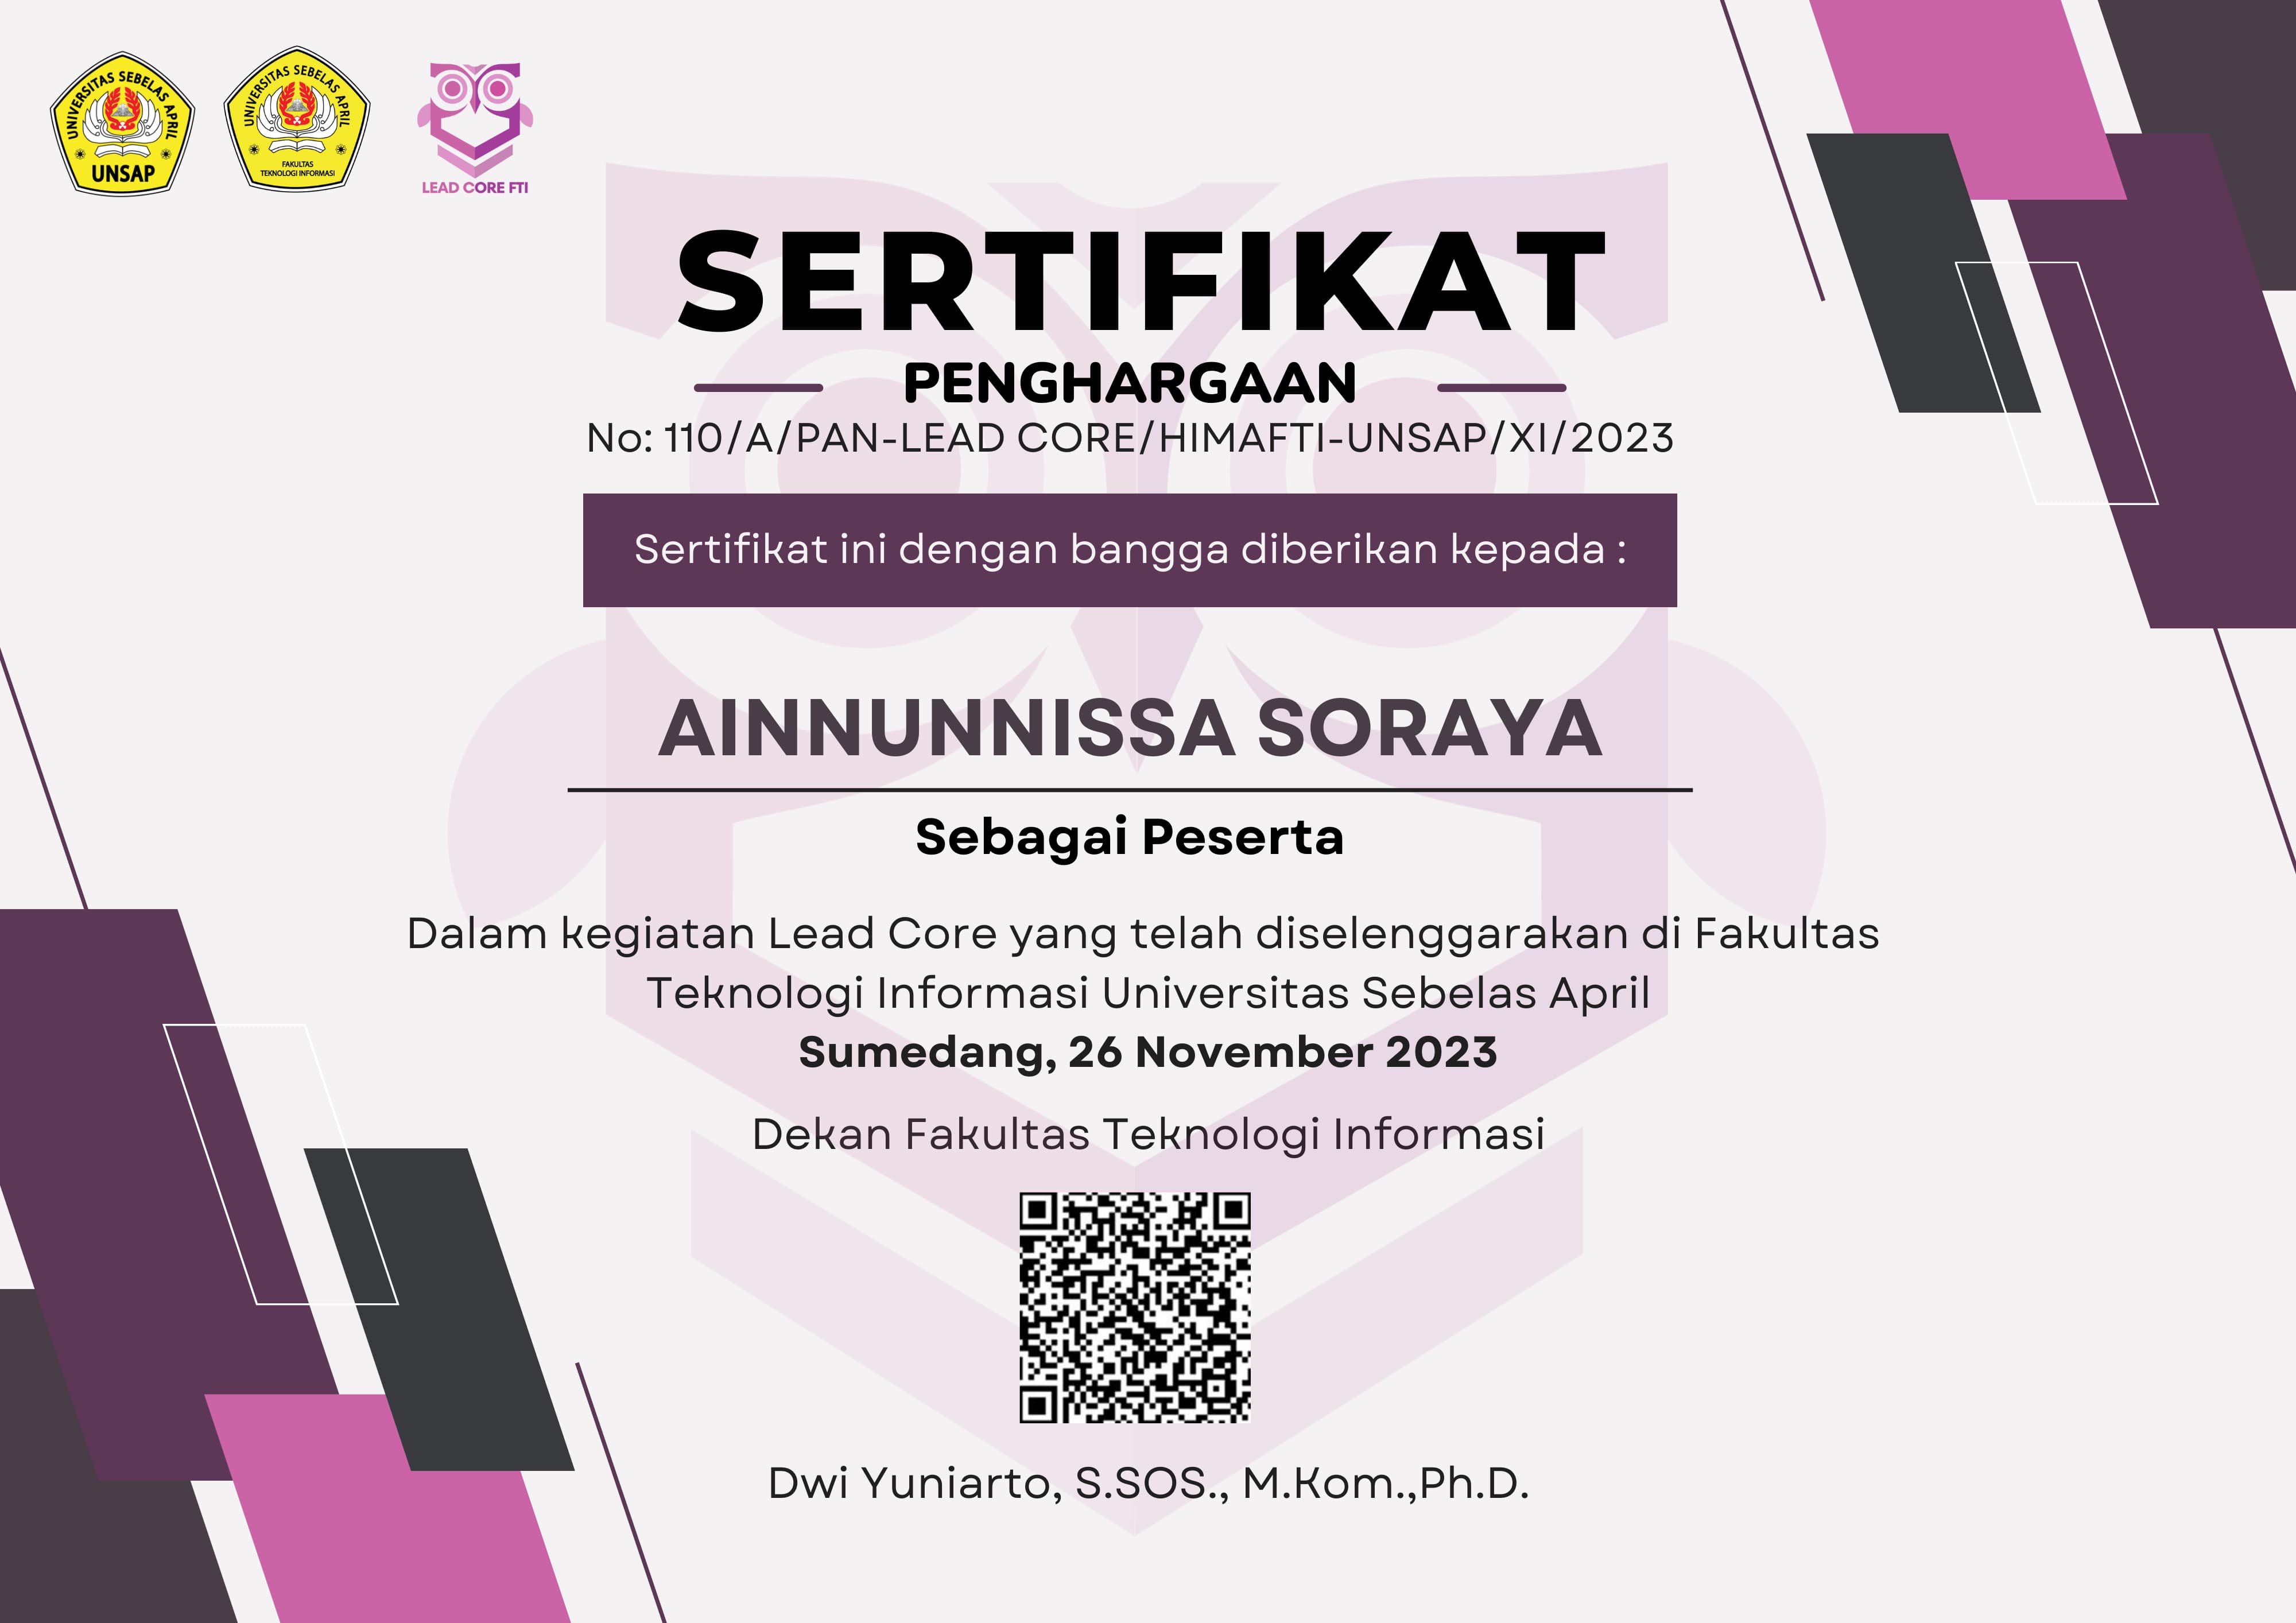 UNIVERSITAS SEBELAS APRIL
UNSAP
UNIVERSITAS SEBELAS APRIL
FAKULTAS
TEKNOLOGI INFORMASI
LEAD CORE FTI
SERTIFIKAT
PENGHARGAAN
No: 110/A/PAN-LEAD CORE/HIMAFTI-UNSAP/XI/2023
Sertifikat ini dengan bangga diberikan kepada :
AINNUNNISSA SORAYA
Sebagai Peserta
Dalam kegiatan Lead Core yang telah diselenggarakan di Fakultas
Teknologi Informasi Universitas Sebelas April
Sumedang, 26 November 2023
Dekan Fakultas Teknologi Informasi
Dwi Yuniarto, S.SOS., M.Kom.,Ph.D.